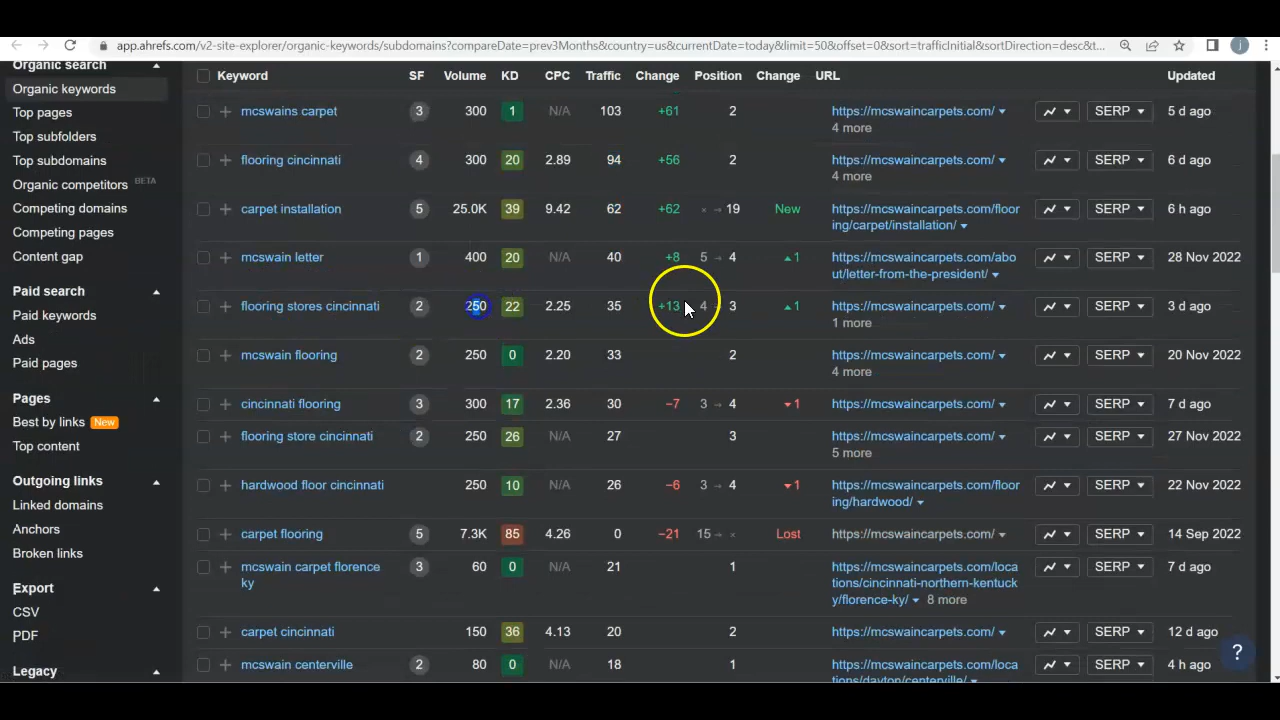 app.ahrefs.com/v2-site-explorer/organic-keywords/subdomains?compareDate=prev3Months&country=us&currentDate=today&limit=50&offset=0&sort=trafficInitial&sortDirection=desc&t...
j
Organic search
Organic keywords
Top pages
Top subfolders
Top subdomains
Organic competitors BETA
Competing domains
Competing pages
Content gap
Paid search
Paid keywords
Ads
Paid pages
Pages
Best by links New
Top content
Outgoing links
Linked domains
Anchors
Broken links
Export
CSV
PDF
Legacy
Keyword SF Volume KD CPC Traffic Change Position Change URL Updated
mcswains carpet 3 300 1 N/A 103 +61 2 https://mcswaincarpets.com/ SERP 5 d ago
4 more
flooring cincinnati 4 300 20 2.89 94 +56 2 https://mcswaincarpets.com/ SERP 6 d ago
4 more
carpet installation 5 25.0K 39 9.42 62 +62 × → 19 New https://mcswaincarpets.com/floor SERP 6 h ago
ing/carpet/installation/
mcswain letter 1 400 20 N/A 40 +8 5 → 4 1 https://mcswaincarpets.com/abo SERP 28 Nov 2022
ut/letter-from-the-president/
flooring stores cincinnati 2 250 22 2.25 35 +13 4 3 1 https://mcswaincarpets.com/ SERP 3 d ago
1 more
mcswain flooring 2 250 0 2.20 33 2 https://mcswaincarpets.com/ SERP 20 Nov 2022
4 more
cincinnati flooring 3 300 17 2.36 30 −7 3 → 4 1 https://mcswaincarpets.com/ SERP 7 d ago
flooring store cincinnati 2 250 26 N/A 27 3 https://mcswaincarpets.com/ SERP 27 Nov 2022
5 more
hardwood floor cincinnati 250 10 N/A 26 −6 3 → 4 1 https://mcswaincarpets.com/floor SERP 22 Nov 2022
ing/hardwood/
carpet flooring 5 7.3K 85 4.26 0 −21 15 → × Lost https://mcswaincarpets.com/ SERP 14 Sep 2022
mcswain carpet florence 3 60 0 N/A 21 1 https://mcswaincarpets.com/loca SERP 7 d ago
ky tions/cincinnati-northern-kentuck
y/florence-ky/ 8 more
carpet cincinnati 150 36 4.13 20 2 https://mcswaincarpets.com/ SERP 12 d ago
mcswain centerville 2 80 0 N/A 18 1 https://mcswaincarpets.com/loca SERP 4 h ago
tions/dayton/centerville/
?